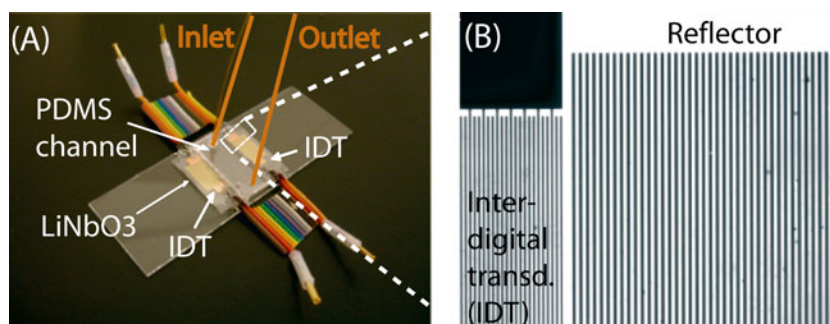 (A)
Inlet
Outlet
PDMS
channel
IDT
LiNbO3
IDT
(B)
Reflector
Inter-
digital
transd.
(IDT)